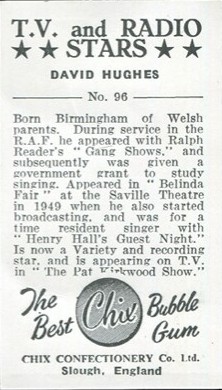 T.V. and RADIO
★ ★ STARS ★ ★
DAVID HUGHES
No. 96
Born Birmingham of Welsh
parents. During service in the
R.A.F. he appeared with Ralph
Reader's "Gang Shows," and
subsequently was given a
government grant to study
singing. Appeared in "Belinda
Fair" at the Saville Theatre
in 1949 when he also started
broadcasting, and was for a
time resident singer with
"Henry Hall's Guest Night."
Is now a Variety and recording
star, and is appearing on T.V.
in "The Pat Kirkwood Show."
The Best Chix Bubble Gum
CHIX CONFECTIONERY Co. Ltd.
Slough, England